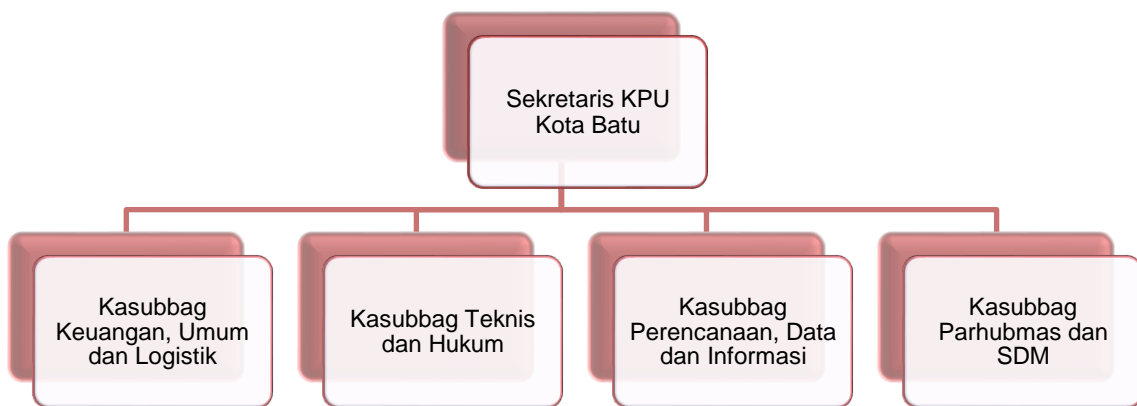 Sekretaris KPU
Kota Batu
Kasubbag
Keuangan, Umum
dan Logistik
Kasubbag Teknis
dan Hukum
Kasubbag
Perencanaan, Data
dan Informasi
Kasubbag
Parhubmas dan
SDM